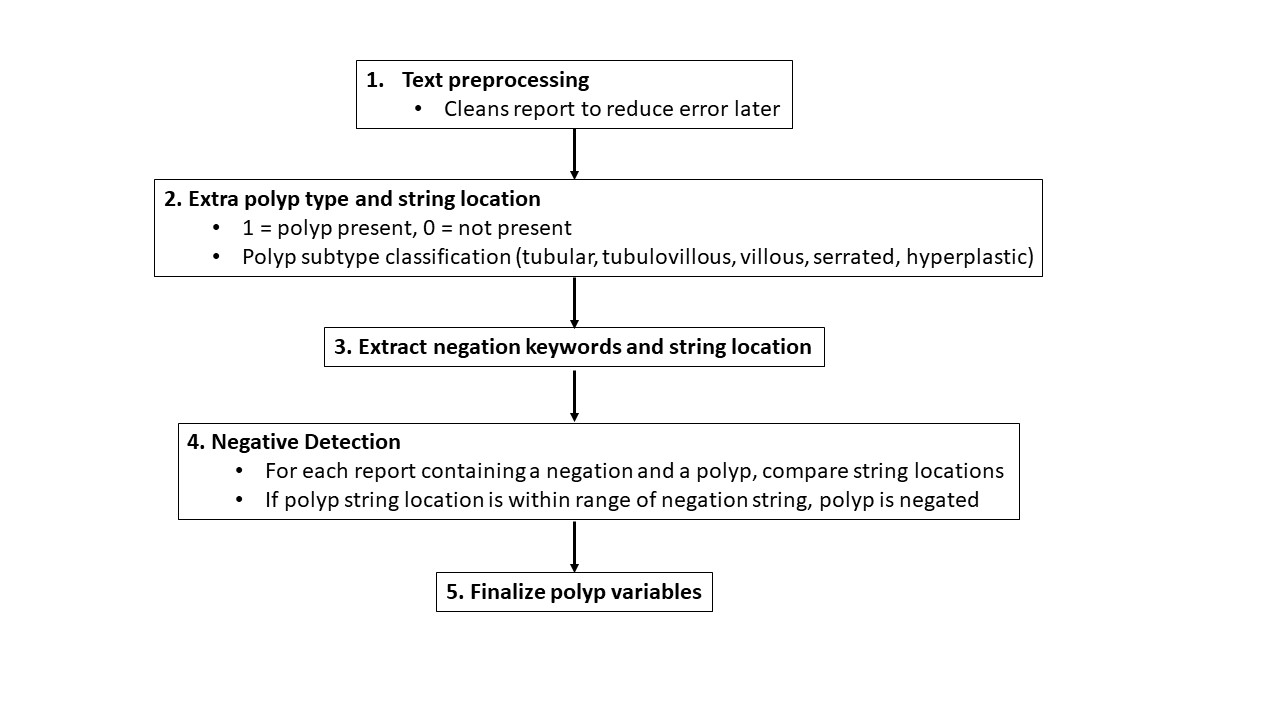 1. Text preprocessing
• Cleans report to reduce error later
2. Extra polyp type and string location
• 1 = polyp present, 0 = not present
• Polyp subtype classification (tubular, tubulovillous, villous, serrated, hyperplastic)
3. Extract negation keywords and string location
4. Negative Detection
• For each report containing a negation and a polyp, compare string locations
• If polyp string location is within range of negation string, polyp is negated
5. Finalize polyp variables